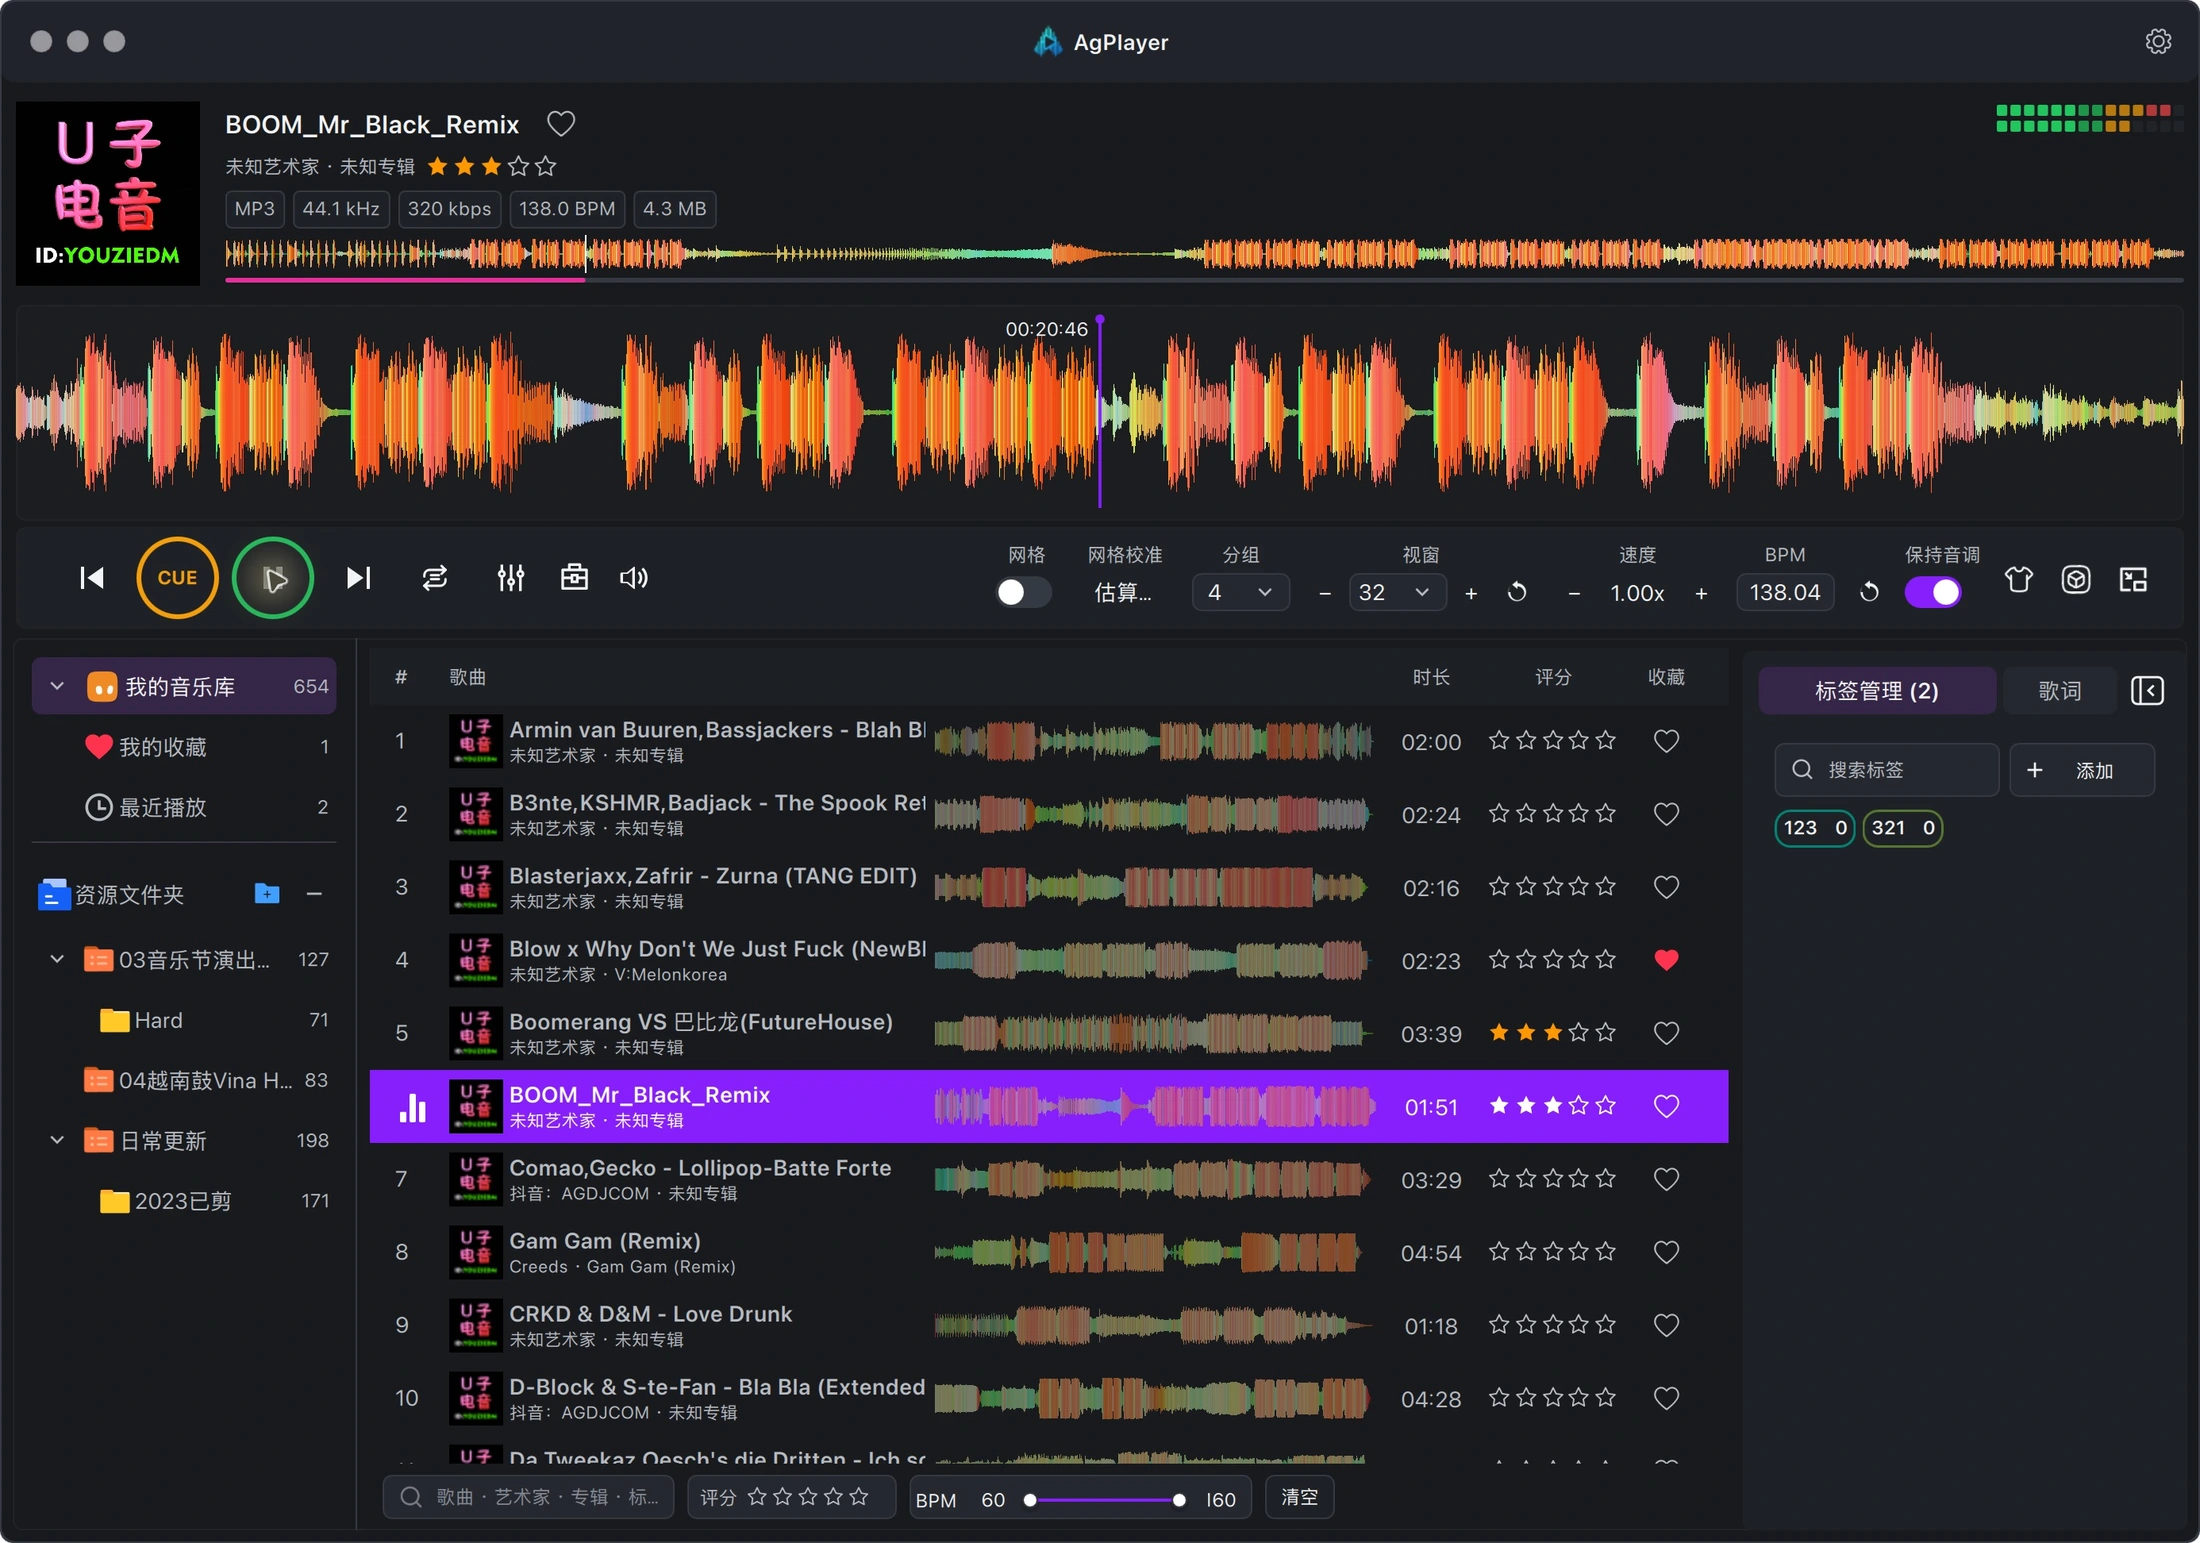 AgPlayer
U子
电音
ID:YOUZIEDM
BOOM_Mr_Black_Remix
未知艺术家 · 未知专辑
MP3 44.1 kHz 320 kbps 138.0 BPM 4.3 MB
00:20:46
CUE
网格 网格校准 分组 视窗 速度 BPM 保持音调
估算... 4 − 32 + − 1.00x + 138.04
我的音乐库 654
我的收藏 1
最近播放 2
资源文件夹
03音乐节演出... 127
Hard 71
04越南鼓Vina H... 83
日常更新 198
2023已剪 171
# 歌曲 时长 评分 收藏
1 Armin van Buuren,Bassjackers - Blah Bl 02:00
未知艺术家 · 未知专辑
2 B3nte,KSHMR,Badjack - The Spook Ret 02:24
未知艺术家 · 未知专辑
3 Blasterjaxx,Zafrir - Zurna (TANG EDIT) 02:16
未知艺术家 · 未知专辑
4 Blow x Why Don't We Just Fuck (NewBl 02:23
未知艺术家 · V:Melonkorea
5 Boomerang VS 巴比龙(FutureHouse) 03:39
未知艺术家 · 未知专辑
BOOM_Mr_Black_Remix 01:51
未知艺术家 · 未知专辑
7 Comao,Gecko - Lollipop-Batte Forte 03:29
抖音：AGDJCOM · 未知专辑
8 Gam Gam (Remix) 04:54
Creeds · Gam Gam (Remix)
9 CRKD & D&M - Love Drunk 01:18
未知艺术家 · 未知专辑
10 D-Block & S-te-Fan - Bla Bla (Extended 04:28
抖音：AGDJCOM · 未知专辑
Da Tweekaz Oesch's die Dritten - Ich sc
歌曲 · 艺术家 · 专辑 · 标... 评分 BPM 60 160 清空
标签管理 (2) 歌词
搜索标签 + 添加
123 0 321 0